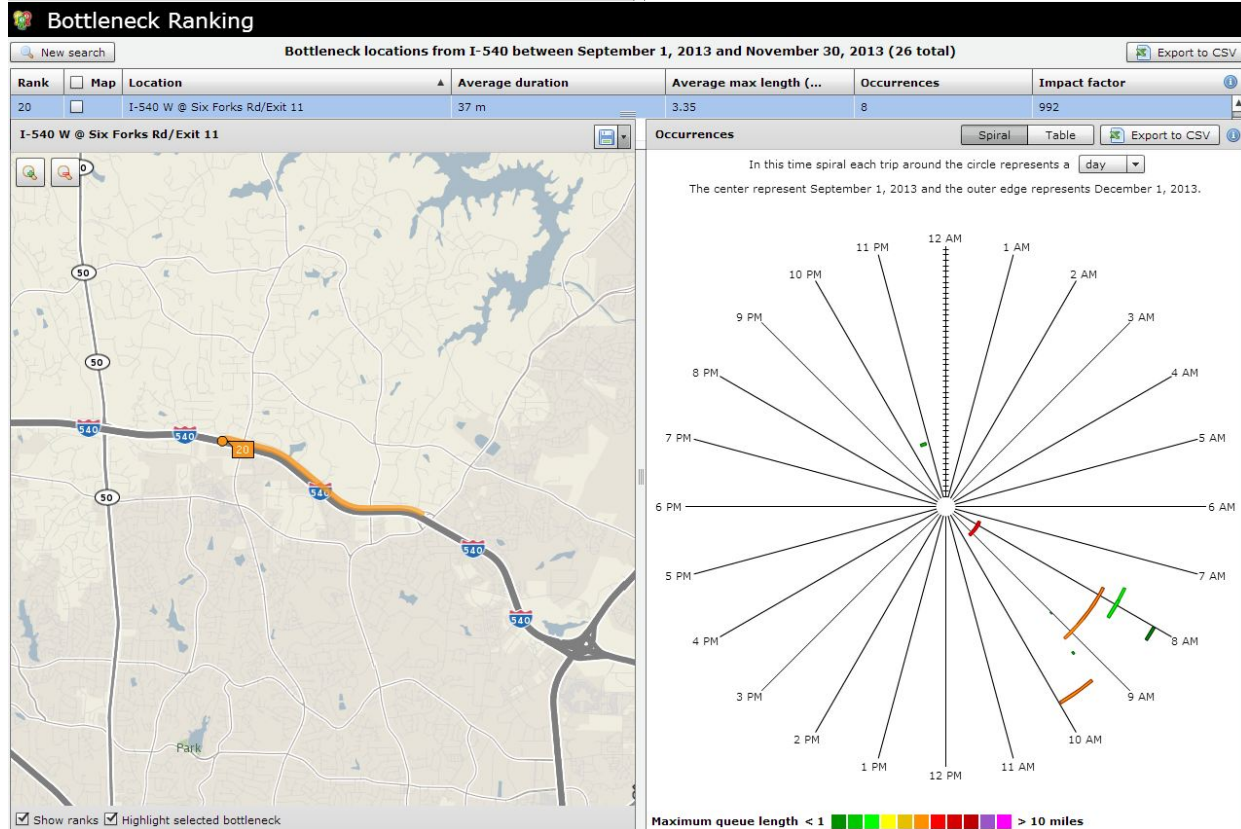 Bottleneck Ranking
New search
Bottleneck locations from I-540 between September 1, 2013 and November 30, 2013 (26 total)
Export to CSV
Rank Map Location Average duration Average max length (... Occurrences Impact factor
20 I-540 W @ Six Forks Rd/Exit 11 37 m 3.35 8 992
I-540 W @ Six Forks Rd/Exit 11
Occurrences Spiral Table Export to CSV
In this time spiral each trip around the circle represents a day
The center represent September 1, 2013 and the outer edge represents December 1, 2013.
50
50
50
540
540
20
540
540
540
Park
12 AM
1 AM
2 AM
3 AM
4 AM
5 AM
6 AM
7 AM
8 AM
9 AM
10 AM
11 AM
12 PM
1 PM
2 PM
3 PM
4 PM
5 PM
6 PM
7 PM
8 PM
9 PM
10 PM
11 PM
Show ranks Highlight selected bottleneck
Maximum queue length < 1 > 10 miles